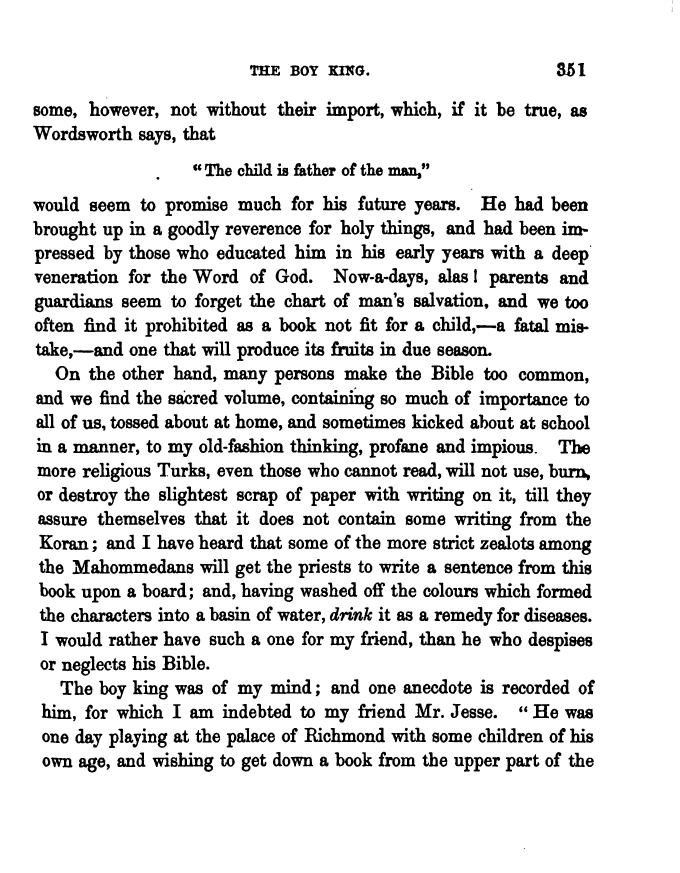 THE BOY KING. 351
some, however, not without their import, which, if it be true, as
Wordsworth says, that
"The child is father of the man,"
would seem to promise much for his future years. He had been
brought up in a goodly reverence for holy things, and had been im-
pressed by those who educated him in his early years with a deep
veneration for the Word of God. Now-a-days, alas! parents and
guardians seem to forget the chart of man's salvation, and we too
often find it prohibited as a book not fit for a child,—a fatal mis-
take,—and one that will produce its fruits in due season.
On the other hand, many persons make the Bible too common,
and we find the sacred volume, containing so much of importance to
all of us, tossed about at home, and sometimes kicked about at school
in a manner, to my old-fashion thinking, profane and impious. The
more religious Turks, even those who cannot read, will not use, burn,
or destroy the slightest scrap of paper with writing on it, till they
assure themselves that it does not contain some writing from the
Koran; and I have heard that some of the more strict zealots among
the Mahommedans will get the priests to write a sentence from this
book upon a board; and, having washed off the colours which formed
the characters into a basin of water, drink it as a remedy for diseases.
I would rather have such a one for my friend, than he who despises
or neglects his Bible.
The boy king was of my mind; and one anecdote is recorded of
him, for which I am indebted to my friend Mr. Jesse. "He was
one day playing at the palace of Richmond with some children of his
own age, and wishing to get down a book from the upper part of the